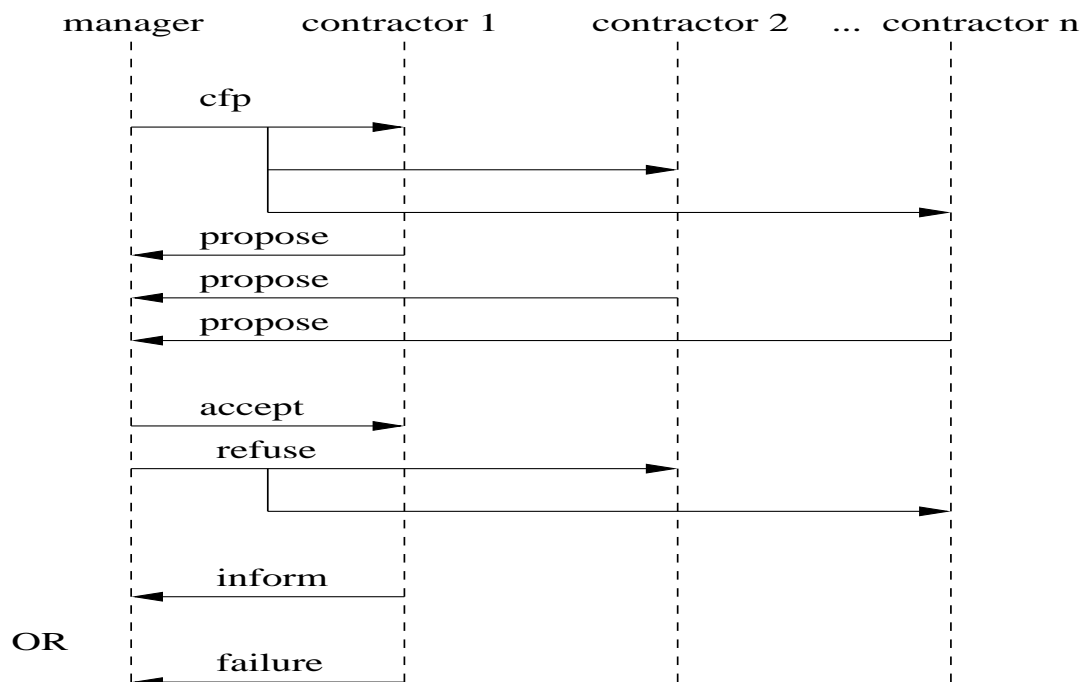 manager contractor 1 contractor 2 ... contractor n
cfp
propose
propose
propose
accept
refuse
inform
OR
failure